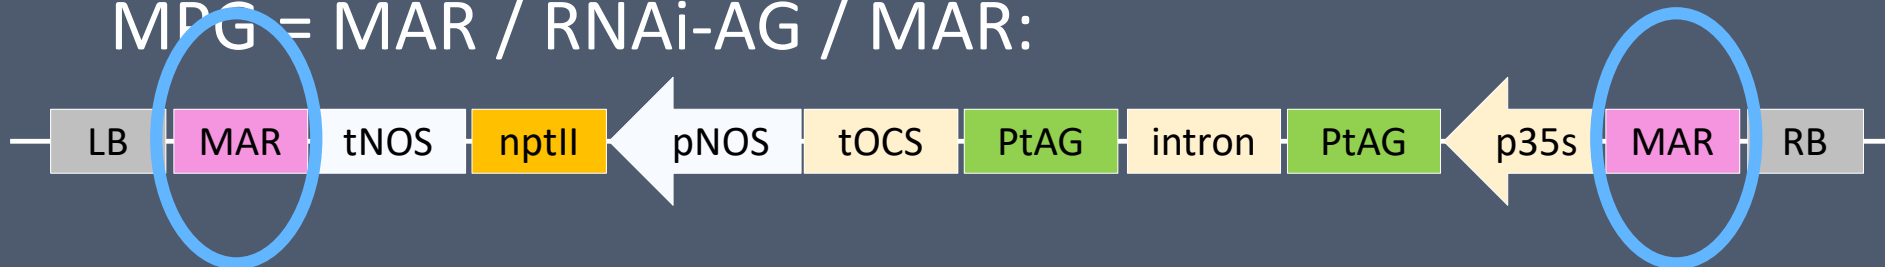 MPG = MAR / RNAi-AG / MAR:
LB MAR tNOS nptII pNOS tOCS PtAG intron PtAG p35s MAR RB